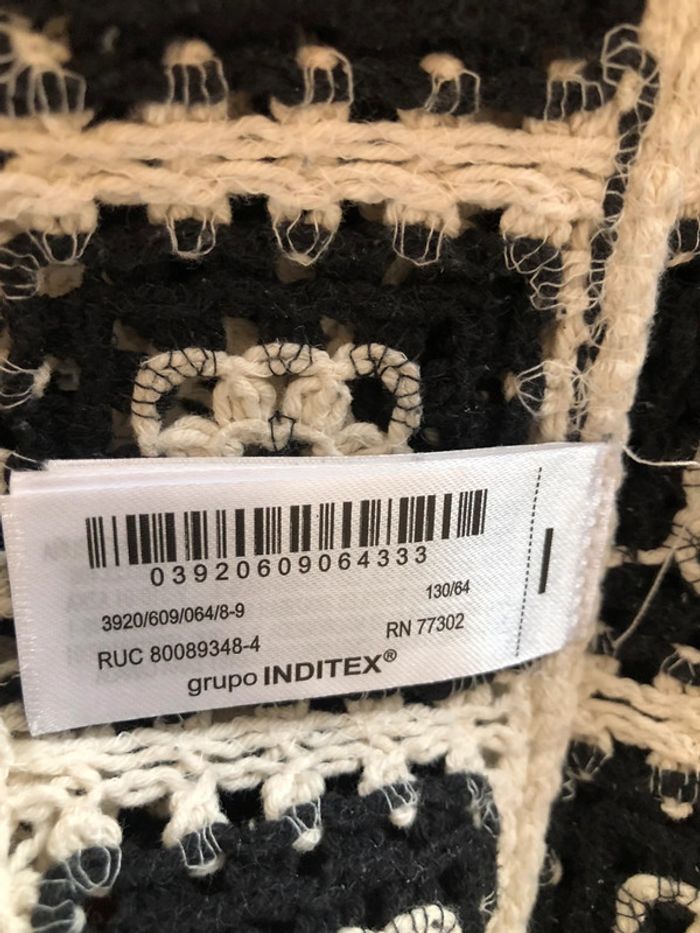 03920609064333
3920/609/064/8-9 130/64
RUC 80089348-4 RN 77302
grupo INDITEX®